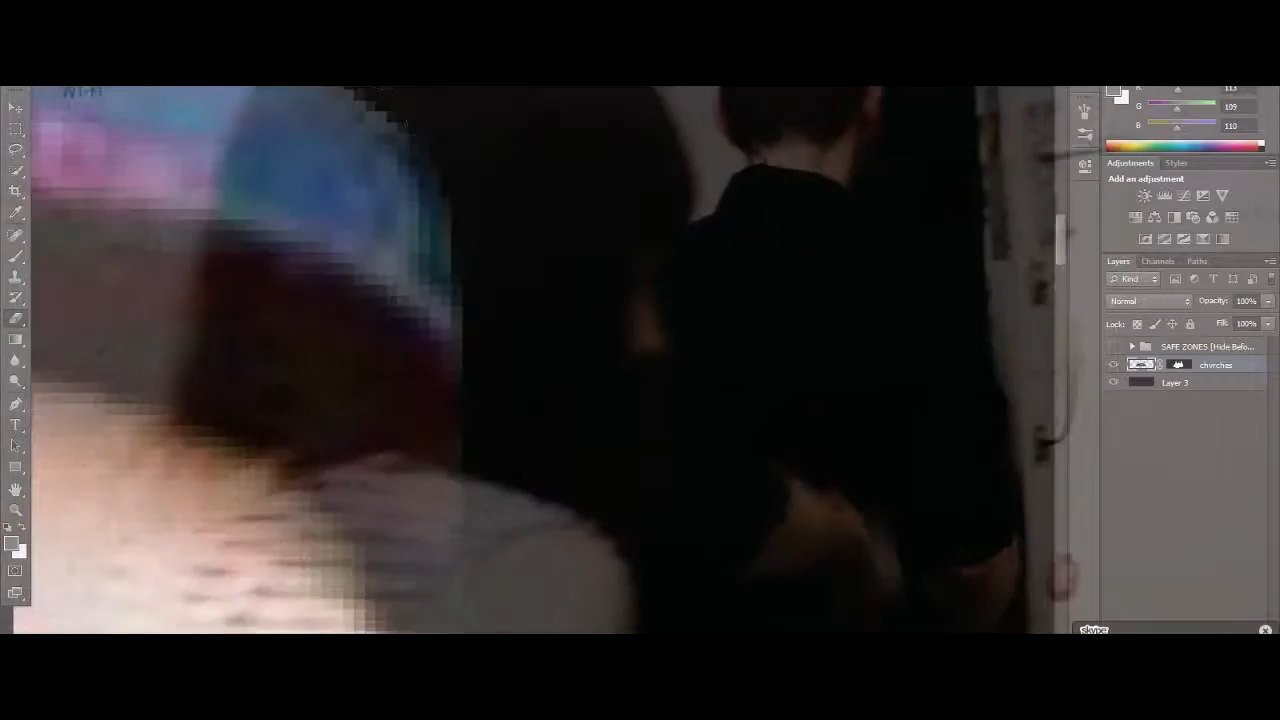 R 113
G 109
B 110
Adjustments Styles
Add an adjustment
Layers Channels Paths
Kind
Normal Opacity: 100%
Lock: Fill: 100%
SAFE ZONES [Hide Befo...
chvrches
Layer 3
skype